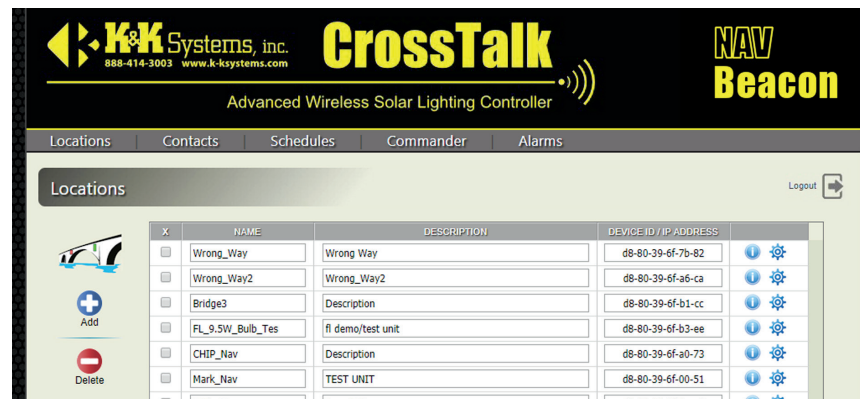 K&K Systems, inc.
888-414-3003 www.k-ksystems.com
CrossTalk
Advanced Wireless Solar Lighting Controller
NAV
Beacon
Locations Contacts Schedules Commander Alarms
Locations
Logout
X NAME DESCRIPTION DEVICE ID / IP ADDRESS
Wrong_Way Wrong Way d8-80-39-6f-7b-82
Wrong_Way2 Wrong_Way2 d8-80-39-6f-a6-ca
Bridge3 Description d8-80-39-6f-b1-cc
FL_9.5W_Bulb_Tes fl demo/test unit d8-80-39-6f-b3-ee
CHIP_Nav Description d8-80-39-6f-a0-73
Mark_Nav TEST UNIT d8-80-39-6f-00-51
Add
Delete